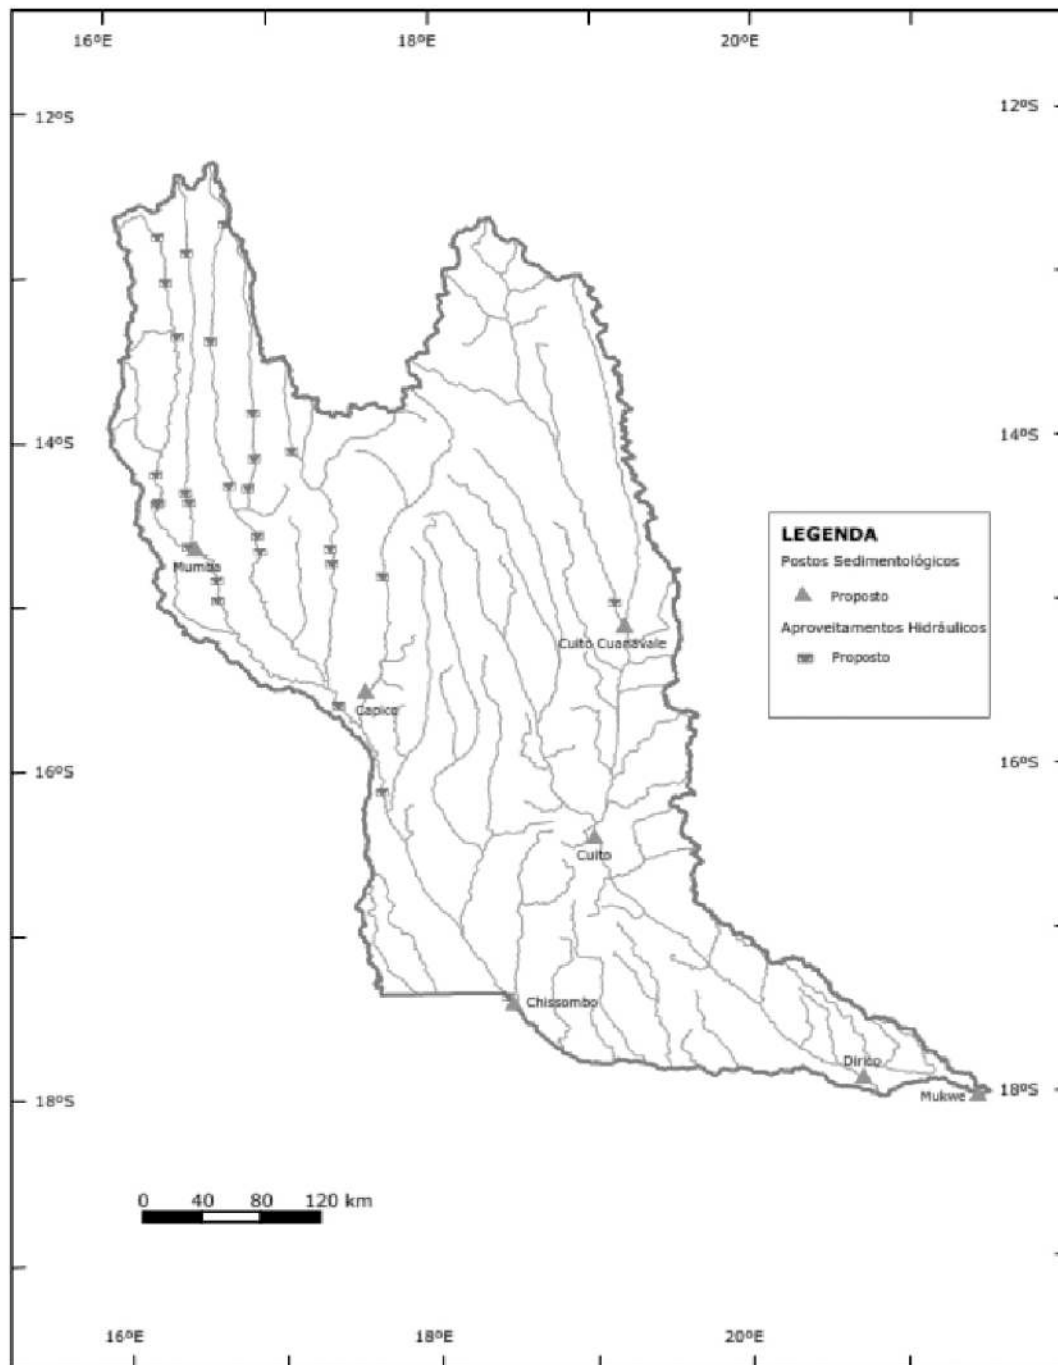 16ºE 18ºE 20ºE
12ºS 12ºS
14ºS 14ºS
LEGENDA
Postos Sedimentológicos
Proposto
Aproveitamentos Hidráulicos
Proposto
Mumba
Cuito Cuanavale
Capico
16ºS 16ºS
Cuito
Chissombo
Dirico
Mukwe
18ºS 18ºS
0 40 80 120 km
16ºE 18ºE 20ºE